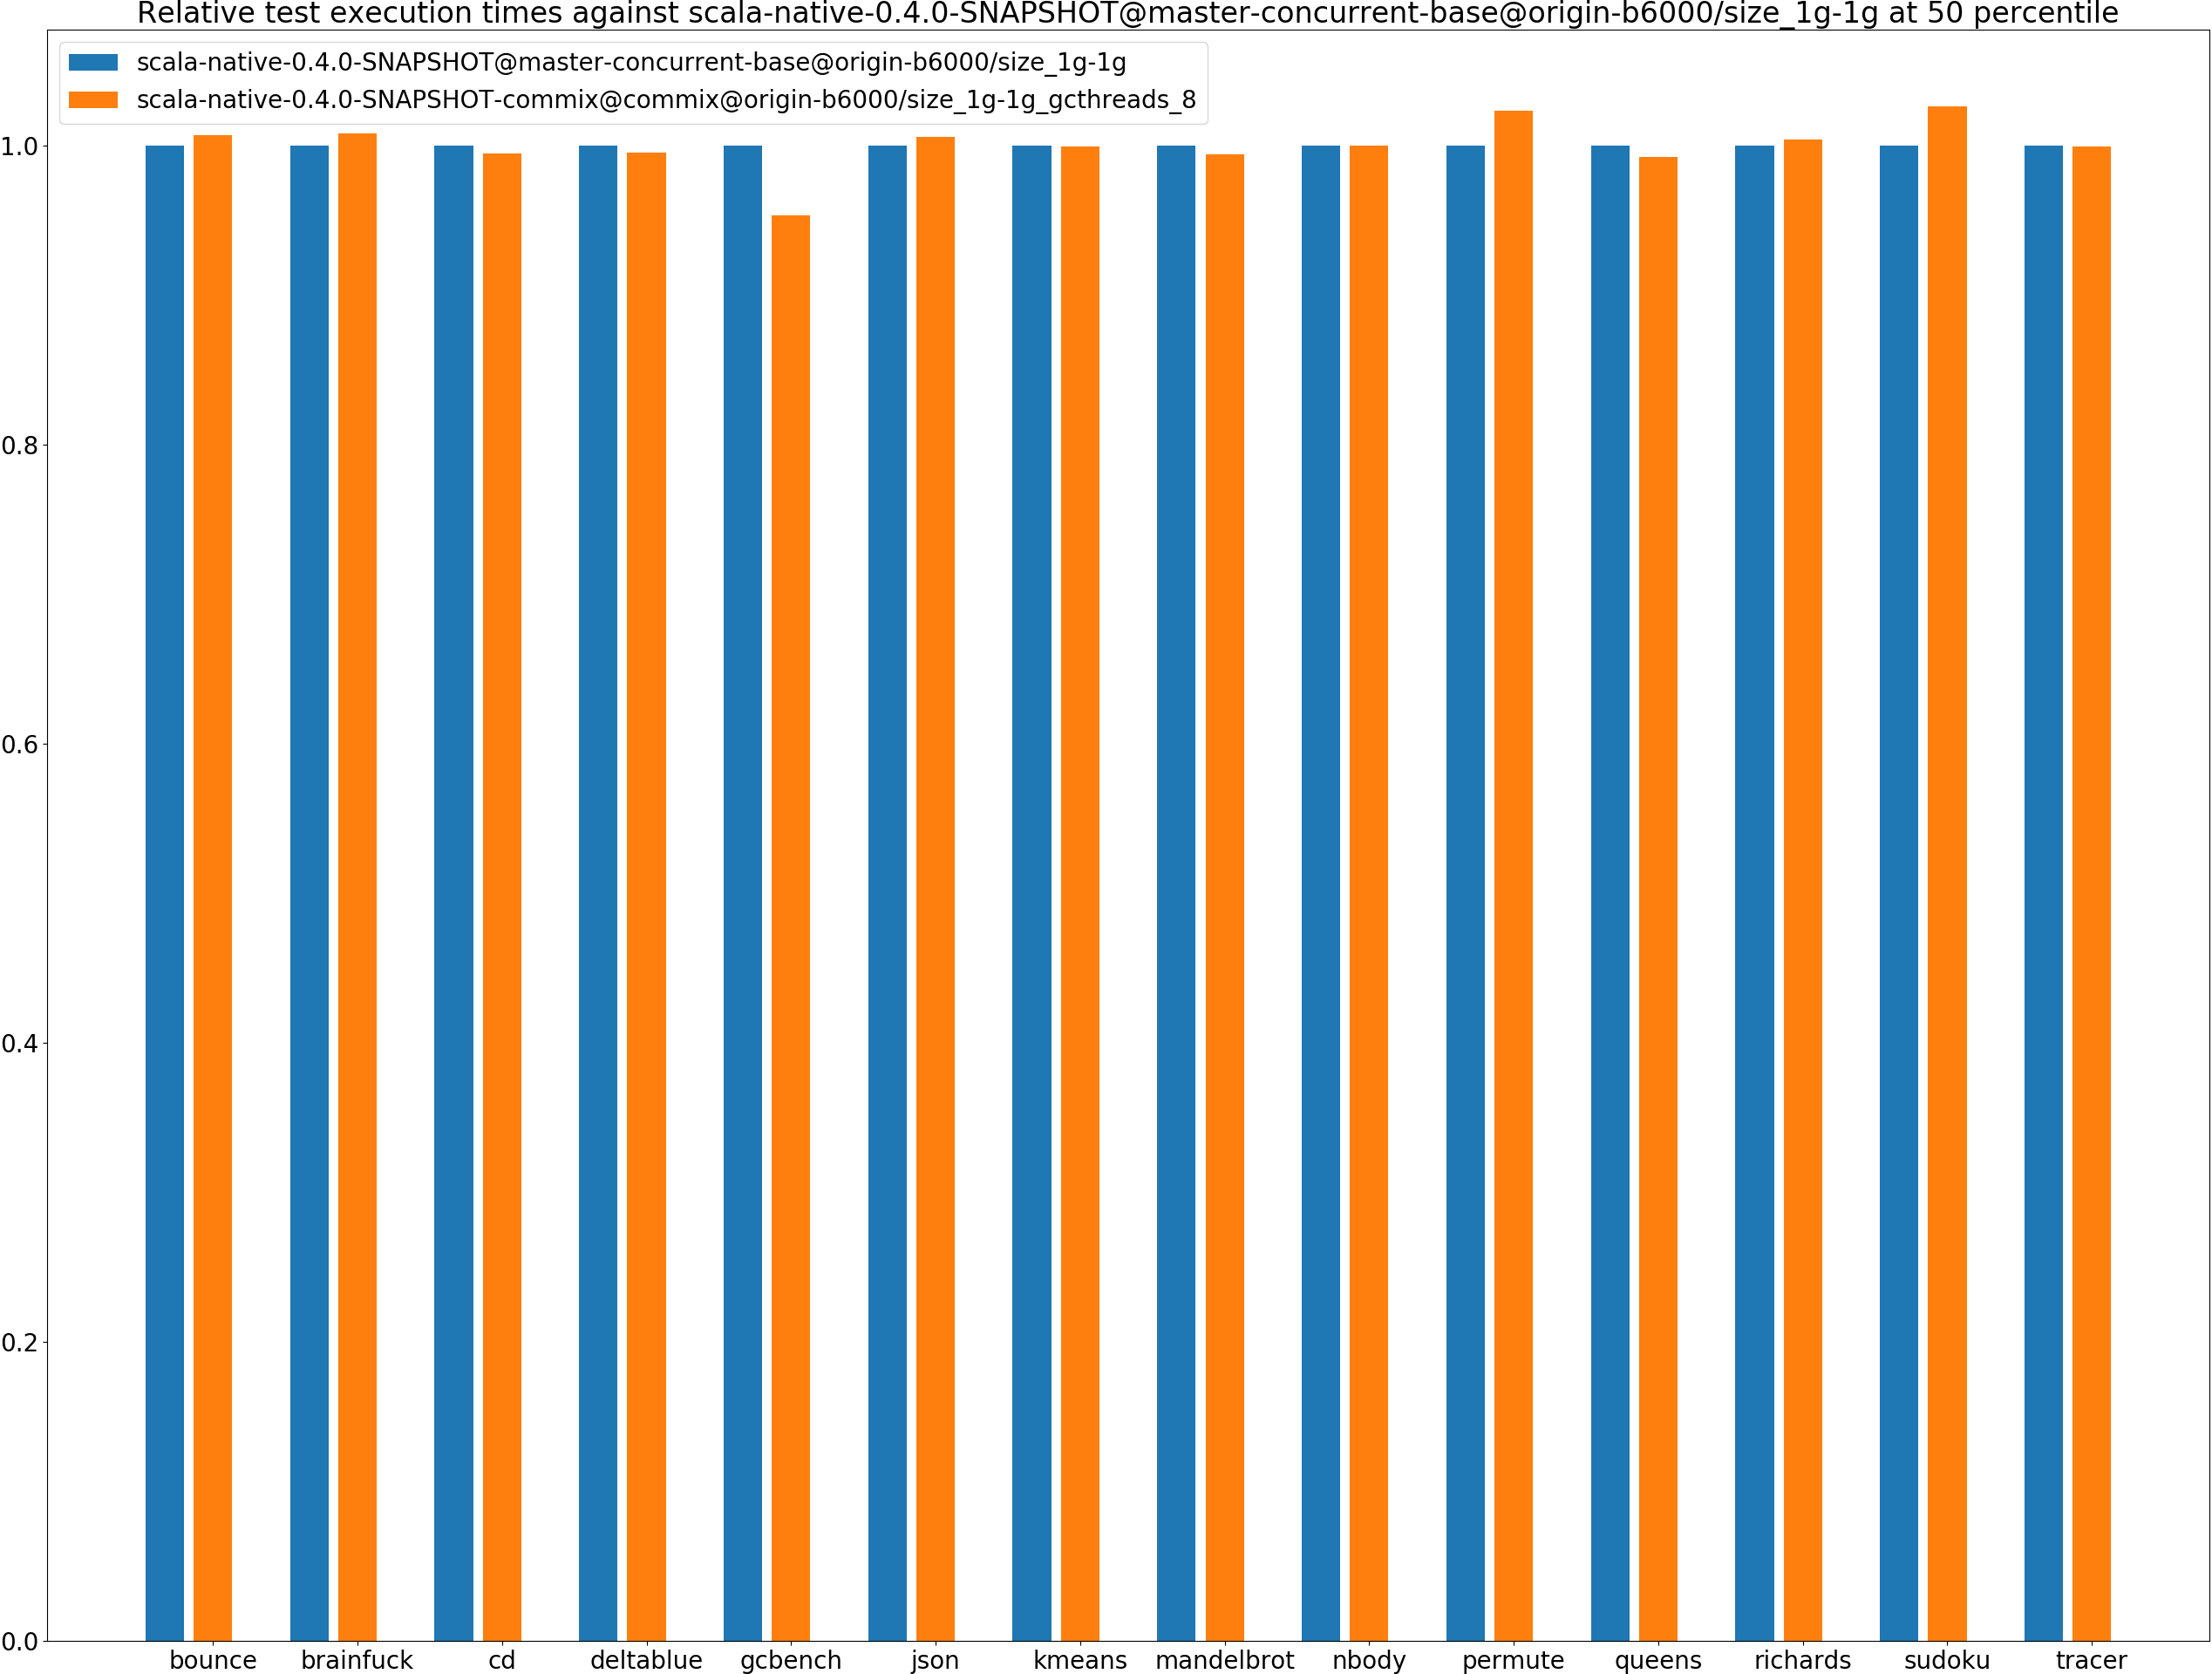 Relative test execution times against scala-native-0.4.0-SNAPSHOT@master-concurrent-base@origin-b6000/size_1g-1g at 50 percentile
scala-native-0.4.0-SNAPSHOT@master-concurrent-base@origin-b6000/size_1g-1g
scala-native-0.4.0-SNAPSHOT-commix@commix@origin-b6000/size_1g-1g_gcthreads_8
1.0
0.8
0.6
0.4
0.2
0.0
bounce brainfuck cd deltablue gcbench json kmeans mandelbrot nbody permute queens richards sudoku tracer